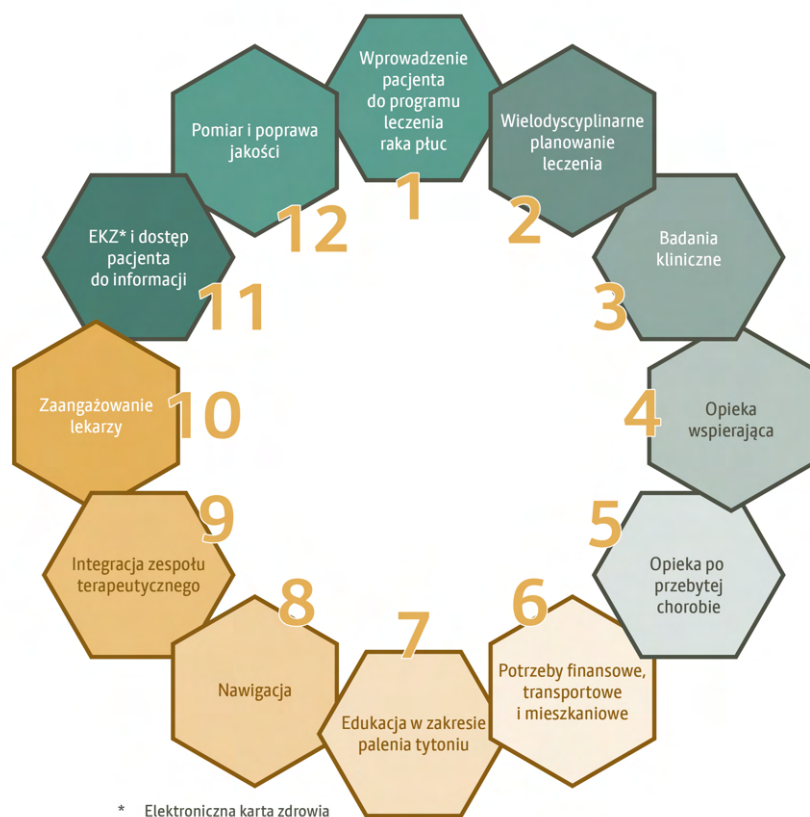 Wprowadzenie
pacjenta
do programu
leczenia
raka płuc
1
Wielodyscyplinarne
planowanie
leczenia
2
Badania
kliniczne
3
Opieka
wspierająca
4
Opieka po
przebytej
chorobie
5
Potrzeby finansowe,
transportowe
i mieszkaniowe
6
Edukacja w zakresie
palenia tytoniu
7
Nawigacja
8
Integracja zespołu
terapeutycznego
9
Zaangażowanie
lekarzy
10
EKZ* i dostęp
pacjenta
do informacji
11
Pomiar i poprawa
jakości
12
* Elektroniczna karta zdrowia